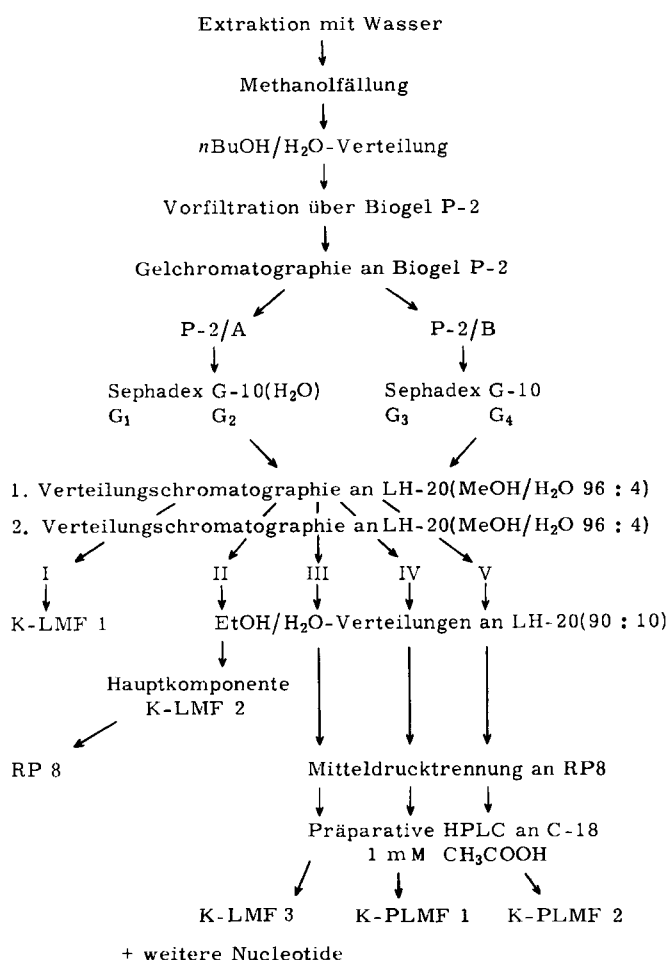 Extraktion mit Wasser
Methanolfällung
nBuOH/H₂O-Verteilung
Vorfiltration über Biogel P-2
Gelchromatographie an Biogel P-2
P-2/A P-2/B
Sephadex G-10(H₂O) Sephadex G-10
G₁ G₂ G₃ G₄
1. Verteilungschromatographie an LH-20(MeOH/H₂O 96 : 4)
2. Verteilungschromatographie an LH-20(MeOH/H₂O 96 : 4)
I II III IV V
K-LMF 1 EtOH/H₂O-Verteilungen an LH-20(90 : 10)
Hauptkomponente
K-LMF 2
RP 8 Mitteldrucktrennung an RP8
Präparative HPLC an C-18
1 mM CH₃COOH
K-LMF 3 K-PLMF 1 K-PLMF 2
+ weitere Nucleotide